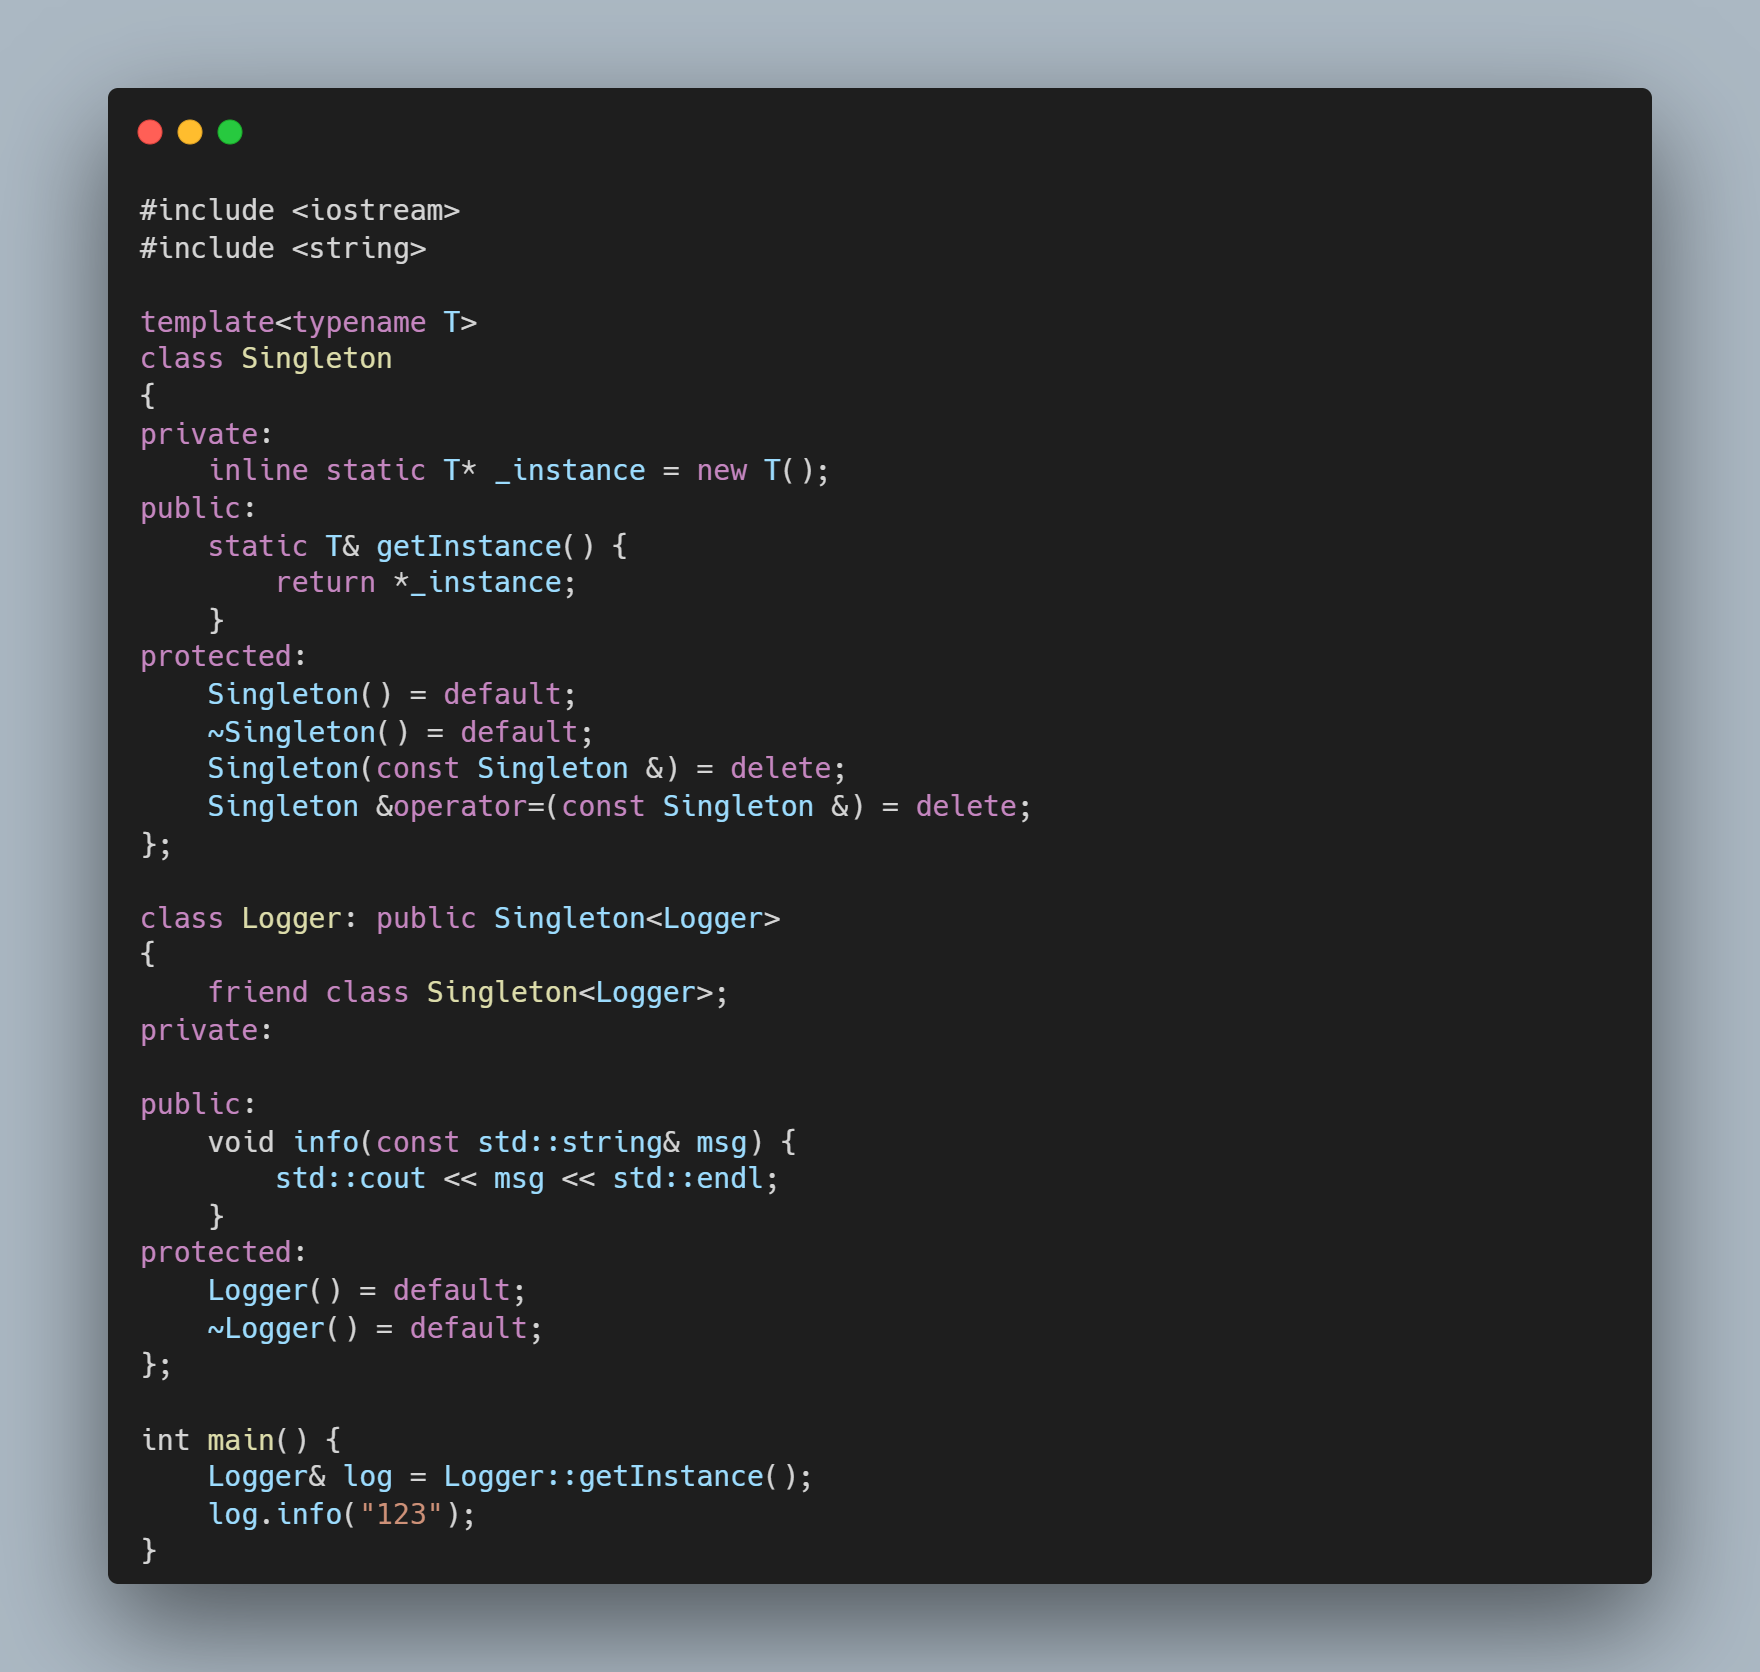 #include <iostream>
#include <string>

template<typename T>
class Singleton
{
private:
    inline static T* _instance = new T();
public:
    static T& getInstance() {
        return *_instance;
    }
protected:
    Singleton() = default;
    ~Singleton() = default;
    Singleton(const Singleton &) = delete;
    Singleton &operator=(const Singleton &) = delete;
};

class Logger: public Singleton<Logger>
{
    friend class Singleton<Logger>;
private:

public:
    void info(const std::string& msg) {
        std::cout << msg << std::endl;
    }
protected:
    Logger() = default;
    ~Logger() = default;
};

int main() {
    Logger& log = Logger::getInstance();
    log.info("123");
}